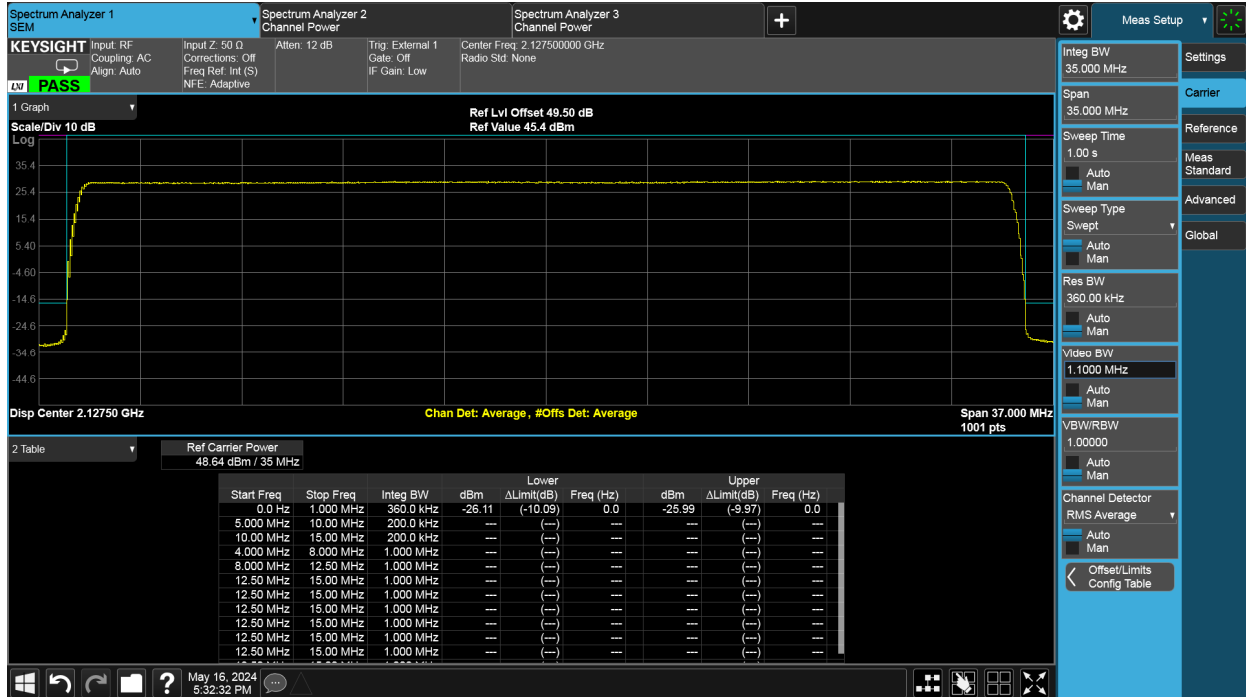 Spectrum Analyzer 1
SEM
Spectrum Analyzer 2
Channel Power
Spectrum Analyzer 3
Channel Power
Meas Setup
KEYSIGHT
LXI
PASS
Input: RF
Coupling: AC
Align: Auto
Input Z: 50 Ω
Corrections: Off
Freq Ref: Int (S)
NFE: Adaptive
Atten: 12 dB
Trig: External 1
Gate: Off
IF Gain: Low
Center Freq: 2.127500000 GHz
Radio Std: None
1 Graph
Scale/Div 10 dB
Log
Ref Lvl Offset 49.50 dB
Ref Value 45.4 dBm
35.4
25.4
15.4
5.40
-4.60
-14.6
-24.6
-34.6
-44.6
Disp Center 2.12750 GHz
Chan Det: Average, #Offs Det: Average
Span 37.000 MHz
1001 pts
2 Table
Ref Carrier Power
48.64 dBm / 35 MHz
Lower Upper
Start Freq Stop Freq Integ BW dBm ΔLimit(dB) Freq (Hz) dBm ΔLimit(dB) Freq (Hz)
0.0 Hz 1.000 MHz 360.0 kHz -26.11 (-10.09) 0.0 -25.99 (-9.97) 0.0
5.000 MHz 10.00 MHz 200.0 kHz --- (---) --- --- (---) ---
10.00 MHz 15.00 MHz 200.0 kHz --- (---) --- --- (---) ---
4.000 MHz 8.000 MHz 1.000 MHz --- (---) --- --- (---) ---
8.000 MHz 12.50 MHz 1.000 MHz --- (---) --- --- (---) ---
12.50 MHz 15.00 MHz 1.000 MHz --- (---) --- --- (---) ---
12.50 MHz 15.00 MHz 1.000 MHz --- (---) --- --- (---) ---
12.50 MHz 15.00 MHz 1.000 MHz --- (---) --- --- (---) ---
12.50 MHz 15.00 MHz 1.000 MHz --- (---) --- --- (---) ---
12.50 MHz 15.00 MHz 1.000 MHz --- (---) --- --- (---) ---
12.50 MHz 15.00 MHz 1.000 MHz --- (---) --- --- (---) ---
Integ BW
35.000 MHz
Span
35.000 MHz
Sweep Time
1.00 s
Auto
Man
Sweep Type
Swept
Auto
Man
Res BW
360.00 kHz
Auto
Man
Video BW
1.1000 MHz
Auto
Man
VBW/RBW
1.00000
Auto
Man
Channel Detector
RMS Average
Auto
Man
Offset/Limits
Config Table
Settings
Carrier
Reference
Meas
Standard
Advanced
Global
?
May 16, 2024
5:32:32 PM